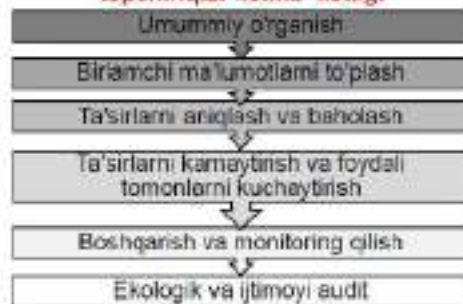 Umummiy o'rganish
Birlamchi ma'lumotlarni to'plash
Ta'sirlarni aniqlash va baholash
Ta'sirlarni kamaytirish va foydali
tomonlarni kuchaytirish
Boshqarish va monitoring qilish
Ekologik va ijtimoyi audit